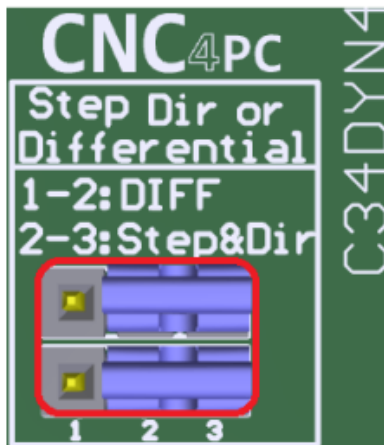 CNC4PC
Step Dir or
Differential
1-2:DIFF
2-3:Step&Dir
1 2 3
C34DYN4